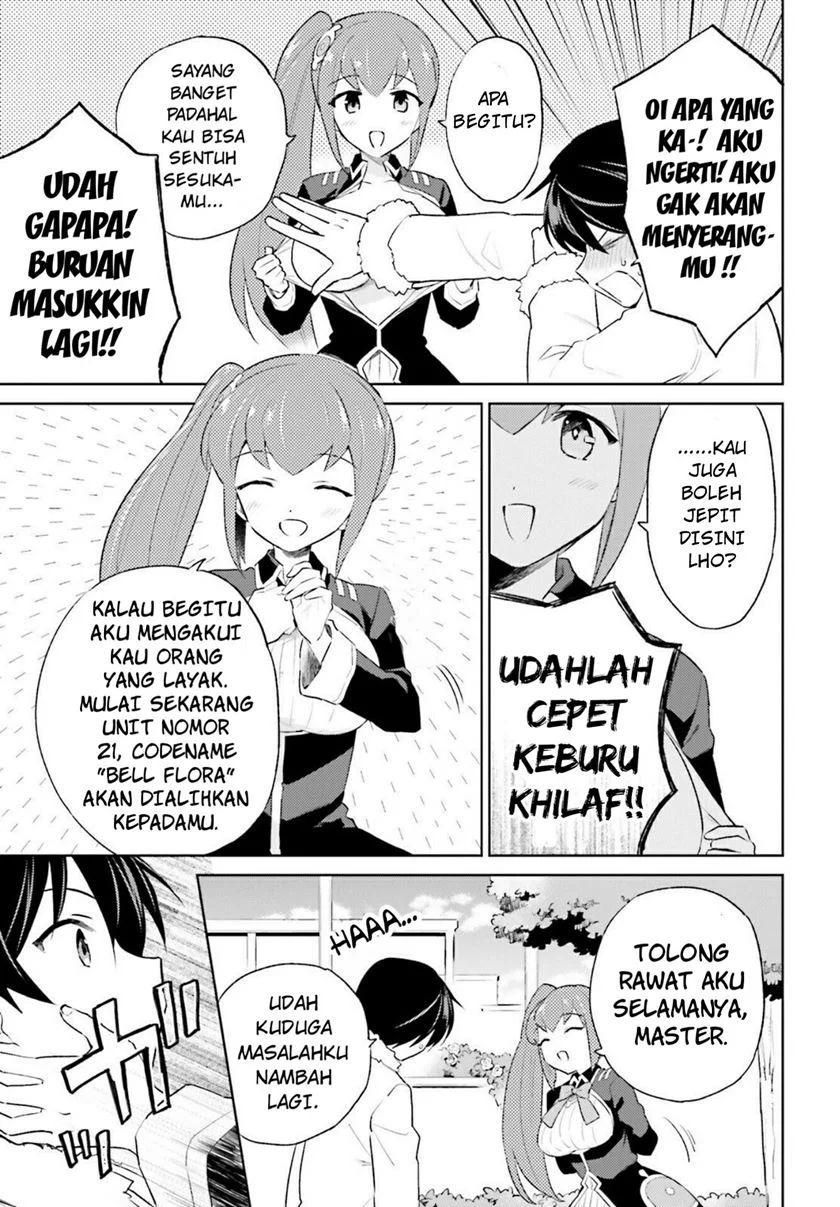 OI APA YANG
KA-! AKU
NGERTI! AKU
GAK AKAN
MENYERANG-
MU !!
APA
BEGITU?
SAYANG
BANGET
PADAHAL
KAU BISA
SENTUH
SESUKA-
MU...
UDAH
GAPAPA!
BURUAN
MASUKKIN
LAGI!!
......KAU
JUGA
BOLEH
JEPIT
DISINI
LHO?
UDAHLAH
CEPET
KEBURU
KHILAF!!
KALAU BEGITU
AKU MENGAKUI
KAU ORANG
YANG LAYAK.
MULAI SEKARANG
UNIT NOMOR
21, CODENAME
"BELL FLORA"
AKAN DIALIHKAN
KEPADAMU.
TOLONG
RAWAT AKU
SELAMANYA,
MASTER.
HAAA...
UDAH
KUDUGA
MASALAHKU
NAMBAH
LAGI.
ガガ